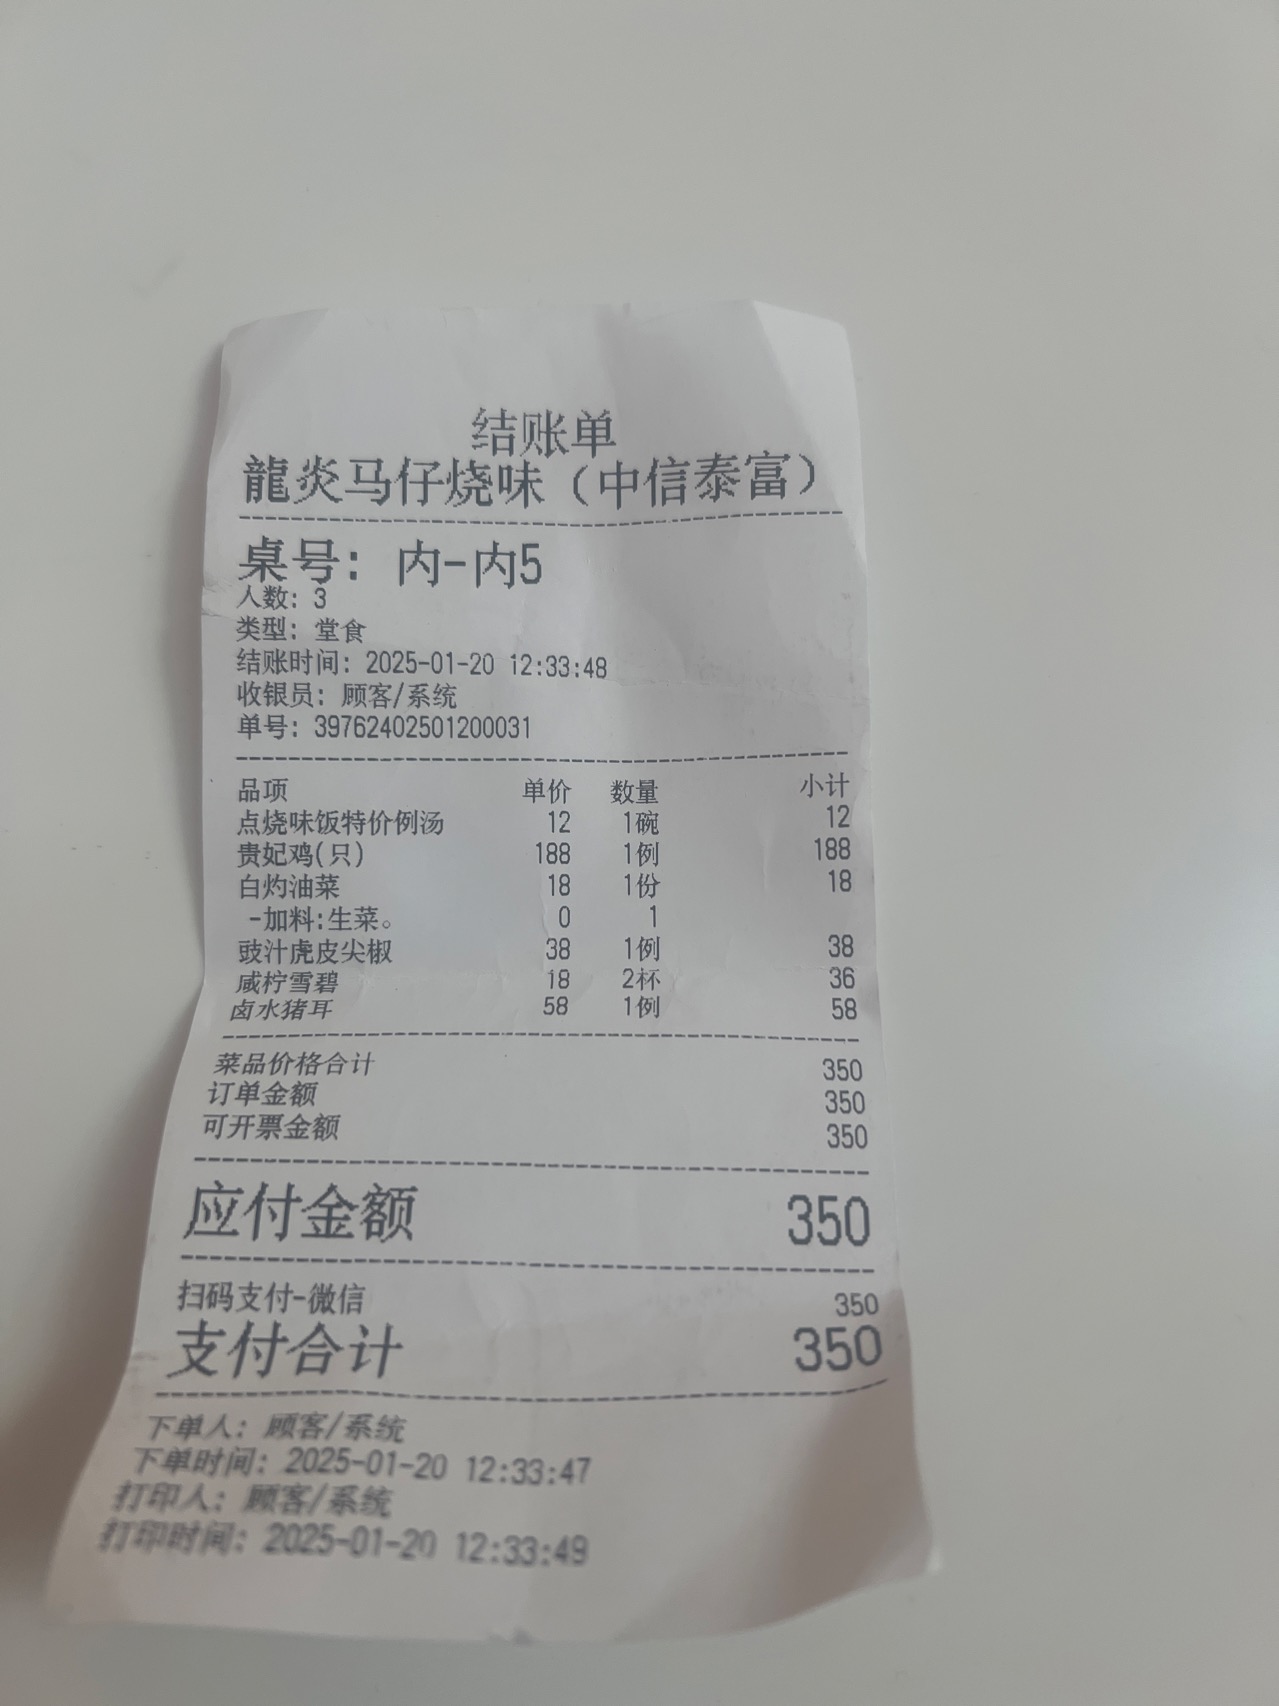 结账单
龍炎马仔烧味（中信泰富）
桌号：内-内5
人数：3
类型：堂食
结账时间：2025-01-20 12:33:48
收银员：顾客/系统
单号：39762402501200031
品项 单价 数量 小计
点烧味饭特价例汤 12 1碗 12
贵妃鸡(只) 188 1例 188
白灼油菜 18 1份 18
-加料:生菜。 0 1
豉汁虎皮尖椒 38 1例 38
咸柠雪碧 18 2杯 36
卤水猪耳 58 1例 58
菜品价格合计 350
订单金额 350
可开票金额 350
应付金额 350
扫码支付-微信 350
支付合计 350
下单人：顾客/系统
下单时间：2025-01-20 12:33:47
打印人：顾客/系统
打印时间：2025-01-20 12:33:49